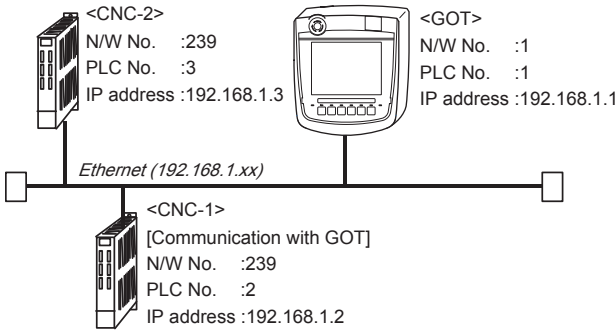 <CNC-2>
N/W No. :239
PLC No. :3
IP address :192.168.1.3
<GOT>
N/W No. :1
PLC No. :1
IP address :192.168.1.1
Ethernet (192.168.1.xx)
<CNC-1>
[Communication with GOT]
N/W No. :239
PLC No. :2
IP address :192.168.1.2